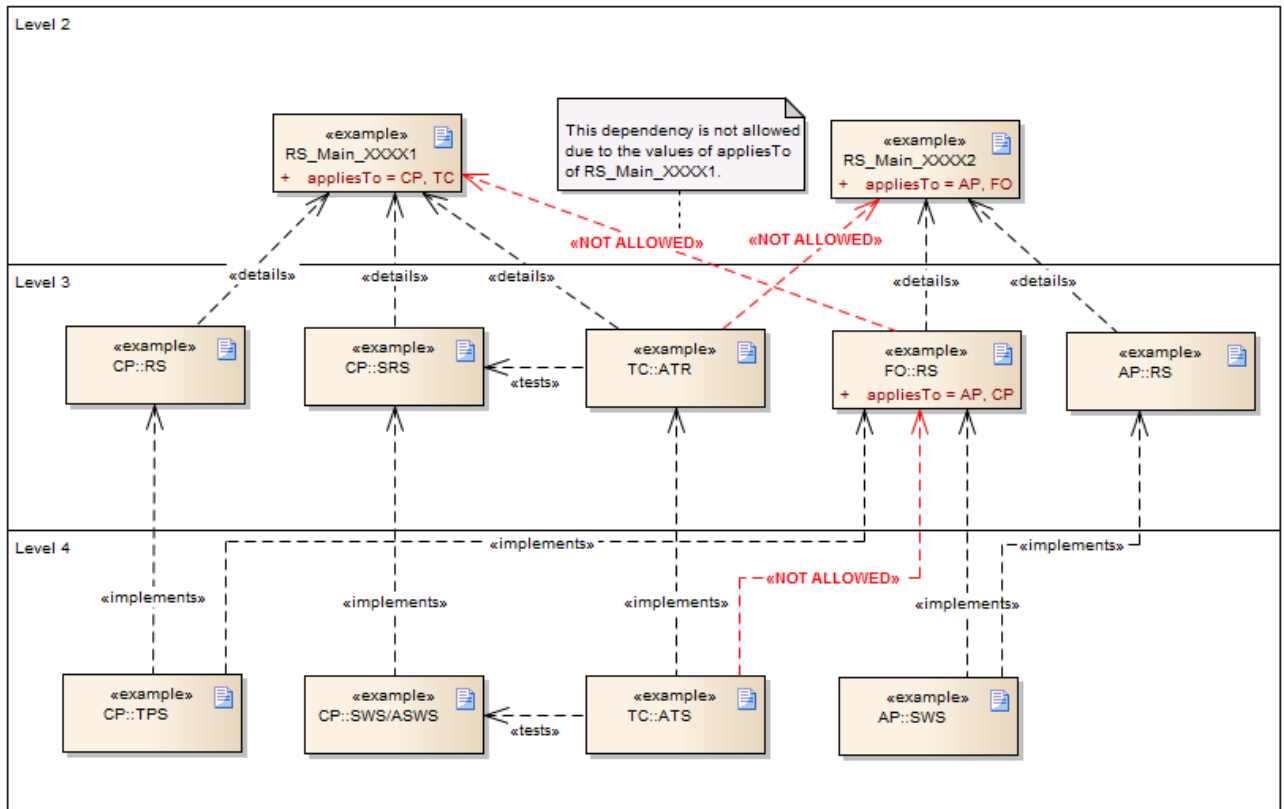 Level 2
«example»
RS_Main_XXXX1
+ appliesTo = CP, TC
This dependency is not allowed
due to the values of appliesTo
of RS_Main_XXXX1.
«example»
RS_Main_XXXX2
+ appliesTo = AP, FO
«NOT ALLOWED»
«NOT ALLOWED»
Level 3
«details»
«details»
«details»
«details»
«details»
«example»
CP::RS
«example»
CP::SRS
«tests»
«example»
TC::ATR
«example»
FO::RS
+ appliesTo = AP, CP
«example»
AP::RS
Level 4
«implements»
«implements»
«NOT ALLOWED»
«implements»
«implements»
«implements»
«implements»
«example»
CP::TPS
«example»
CP::SWS/ASWS
«tests»
«example»
TC::ATS
«example»
AP::SWS